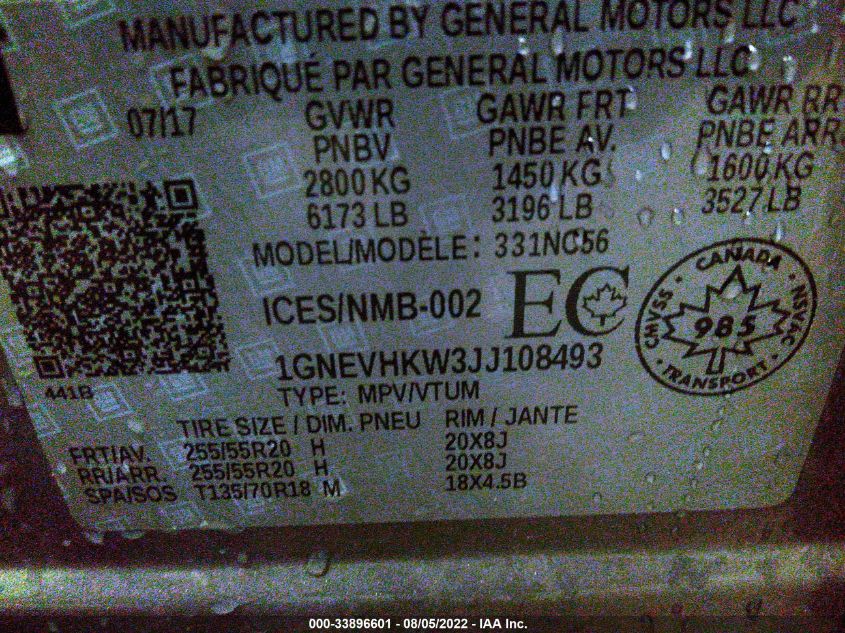 MANUFACTURED BY GENERAL MOTORS LLC
FABRIQUÉ PAR GENERAL MOTORS LLC
07/17 GVWR GAWR FRT GAWR RR
PNBV PNBE AV. PNBE ARR
2800 KG 1450 KG 1600 KG
6173 LB 3196 LB 3527 LB
MODEL/MODÈLE: 331NC56
ICES/NMB-002 EC
CANADA
CMVSS 985 NSVAC
TRANSPORT
1GNEVHKW3JJ108493
441B TYPE: MPV/VTUM
TIRE SIZE / DIM. PNEU RIM / JANTE
FRT/AV. 255/55R20 H 20X8J
RR/ARR. 255/55R20 H 20X8J
SPA/SOS T135/70R18 M 18X4.5B
000-33896601 - 08/05/2022 - IAA Inc.